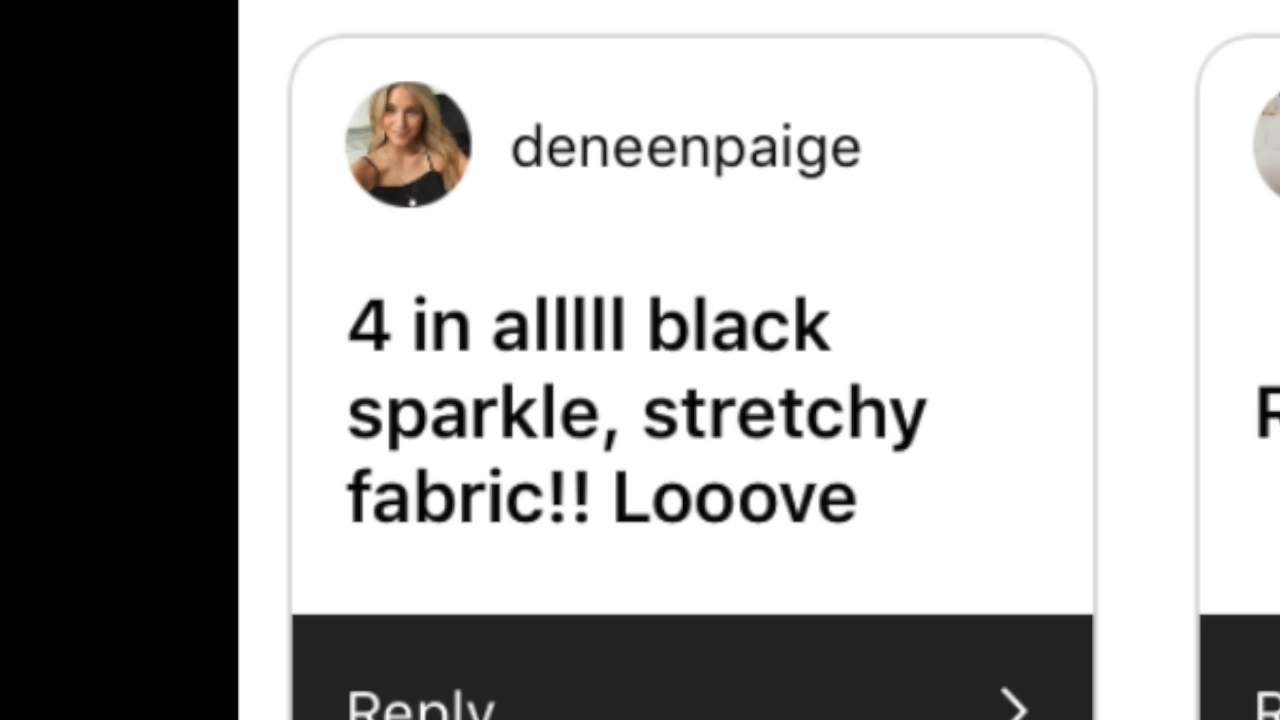 deneenpaige
4 in alllll black
sparkle, stretchy
fabric!! Looove
Reply